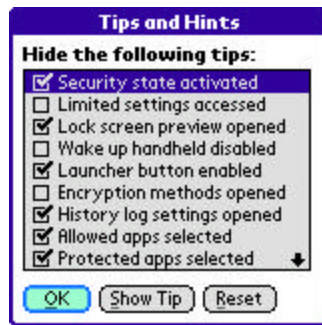 Tips and Hints
Hide the following tips:
Security state activated
Limited settings accessed
Lock screen preview opened
Wake up handheld disabled
Launcher button enabled
Encryption methods opened
History log settings opened
Allowed apps selected
Protected apps selected
OK Show Tip Reset